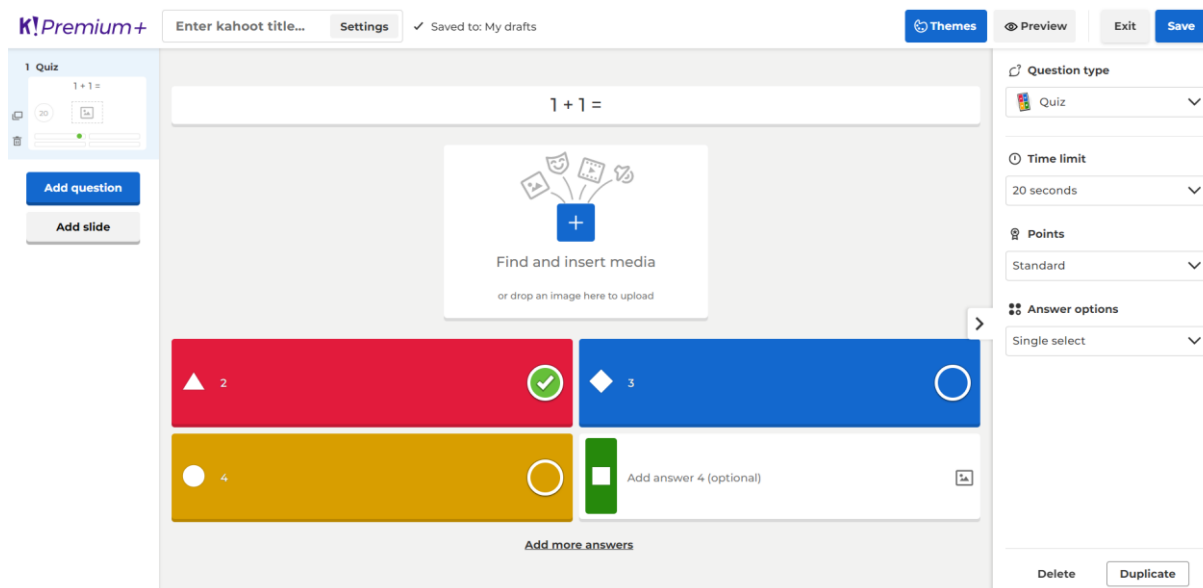 K!Premium+
Enter kahoot title...
Settings
Saved to: My drafts
Themes
Preview
Exit
Save
1 Quiz
1 + 1 =
20
Add question
Add slide
1 + 1 =
Find and insert media
or drop an image here to upload
2
3
4
Add answer 4 (optional)
Add more answers
Question type
Quiz
Time limit
20 seconds
Points
Standard
Answer options
Single select
Delete
Duplicate